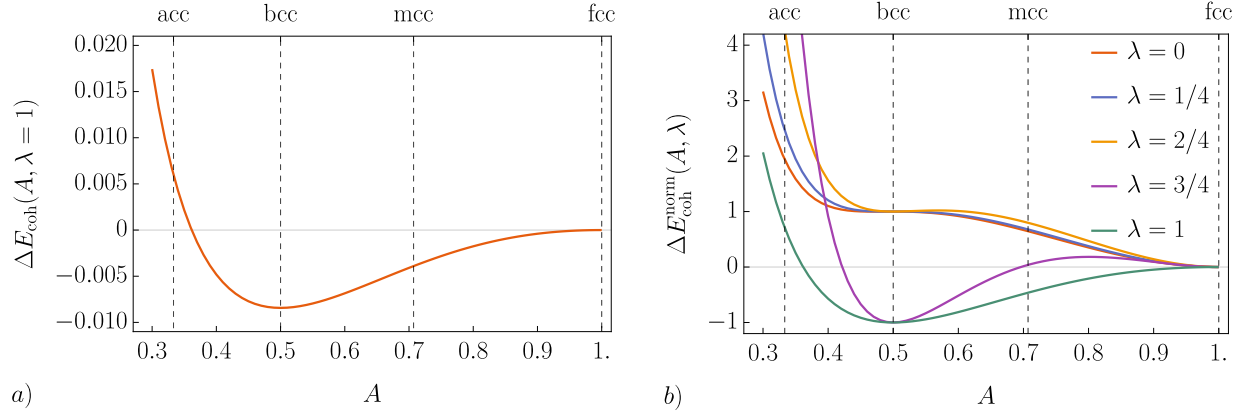 acc bcc mcc fcc
0.020
0.015
0.010
0.005
0
−0.005
−0.010
ΔE_coh(A, λ = 1)
0.3 0.4 0.5 0.6 0.7 0.8 0.9 1.
a) A
acc bcc mcc fcc
4
3
2
1
0
−1
ΔE^norm_coh(A, λ)
λ = 0
λ = 1/4
λ = 2/4
λ = 3/4
λ = 1
0.3 0.4 0.5 0.6 0.7 0.8 0.9 1.
b) A